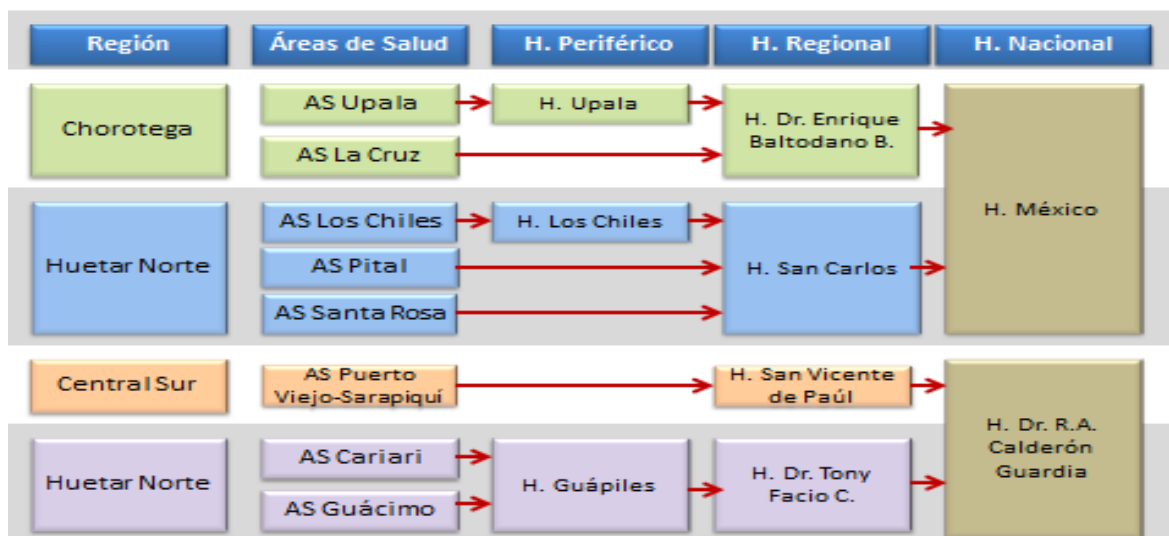 Región
Áreas de Salud
H. Periférico
H. Regional
H. Nacional
Chorotega
AS Upala
H. Upala
AS La Cruz
H. Dr. Enrique
Baltodano B.
H. México
Huetar Norte
AS Los Chiles
H. Los Chiles
AS Pital
AS Santa Rosa
H. San Carlos
Central Sur
AS Puerto
Viejo-Sarapiquí
H. San Vicente
de Paúl
H. Dr. R.A.
Calderón
Guardia
Huetar Norte
AS Cariari
AS Guácimo
H. Guápiles
H. Dr. Tony
Facio C.